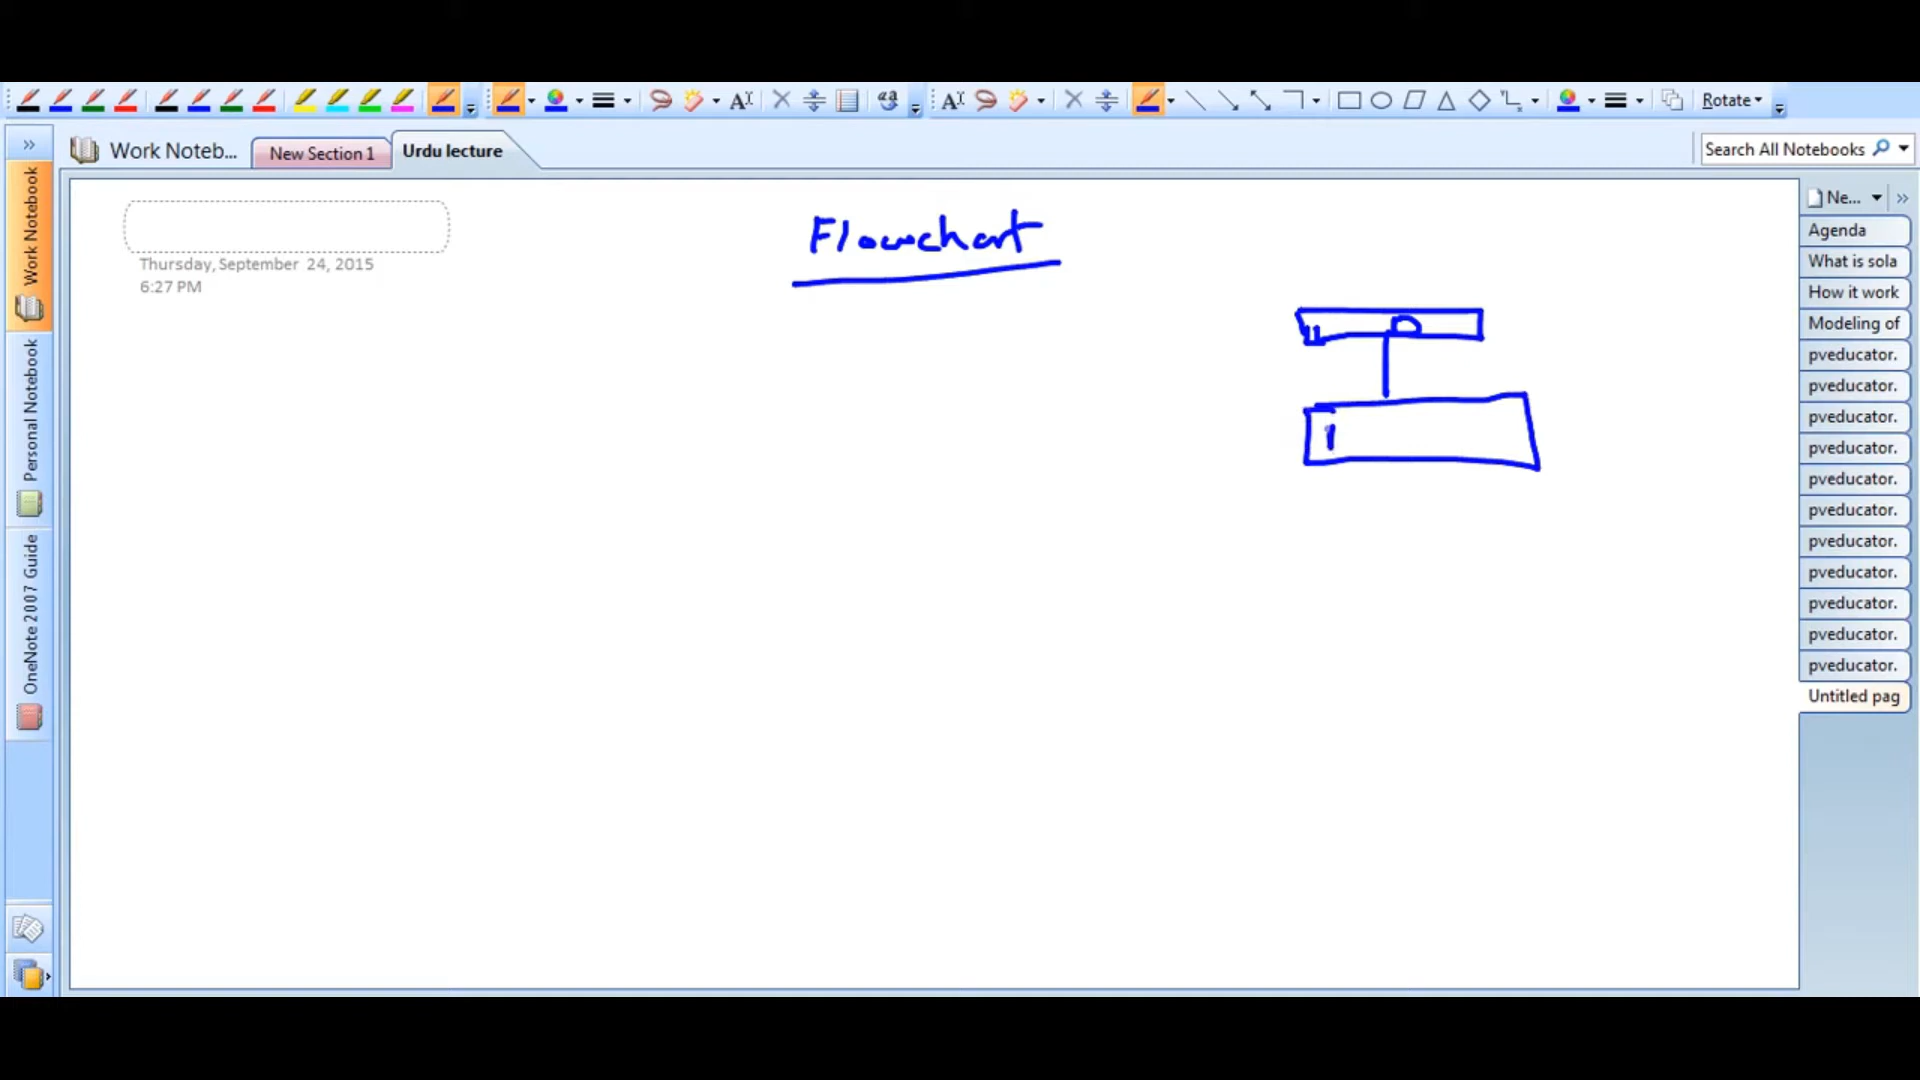 Rotate
Work Noteb...
New Section 1
Urdu lecture
Search All Notebooks
Work Notebook
Personal Notebook
OneNote 2007 Guide
Thursday, September 24, 2015
6:27 PM
Flowchart
Ne...
Agenda
What is sola
How it work
Modeling of
pveducator.
pveducator.
pveducator.
pveducator.
pveducator.
pveducator.
pveducator.
pveducator.
pveducator.
pveducator.
pveducator.
Untitled pag